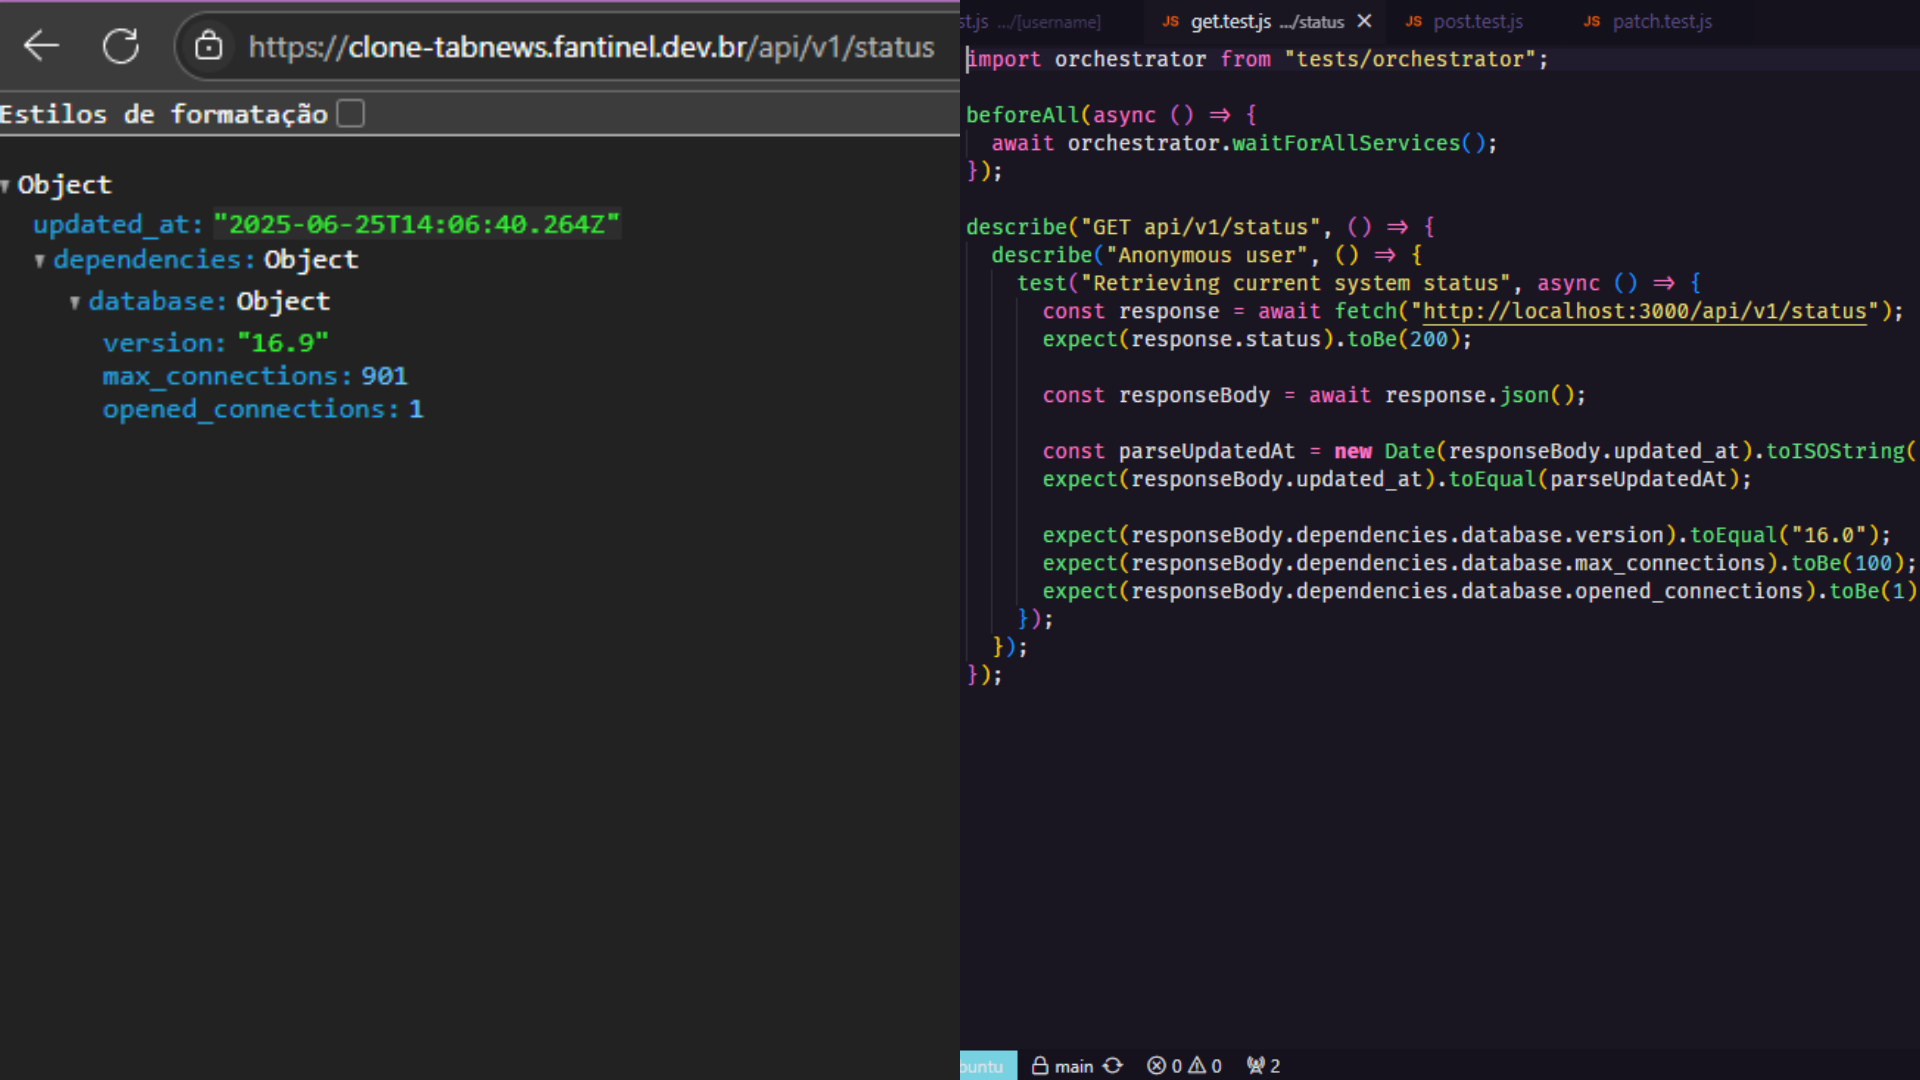 https://clone-tabnews.fantinel.dev.br/api/v1/status
Estilos de formatação
Object
updated_at: "2025-06-25T14:06:40.264Z"
dependencies: Object
database: Object
version: "16.9"
max_connections: 901
opened_connections: 1
st.js .../[username]
JS get.test.js .../status ×
JS post.test.js
JS patch.test.js
import orchestrator from "tests/orchestrator";
beforeAll(async () => {
await orchestrator.waitForAllServices();
});
describe("GET api/v1/status", () => {
describe("Anonymous user", () => {
test("Retrieving current system status", async () => {
const response = await fetch("http://localhost:3000/api/v1/status");
expect(response.status).toBe(200);
const responseBody = await response.json();
const parseUpdatedAt = new Date(responseBody.updated_at).toISOString(
expect(responseBody.updated_at).toEqual(parseUpdatedAt);
expect(responseBody.dependencies.database.version).toEqual("16.0");
expect(responseBody.dependencies.database.max_connections).toBe(100);
expect(responseBody.dependencies.database.opened_connections).toBe(1)
});
});
});
buntu main 0 0 2